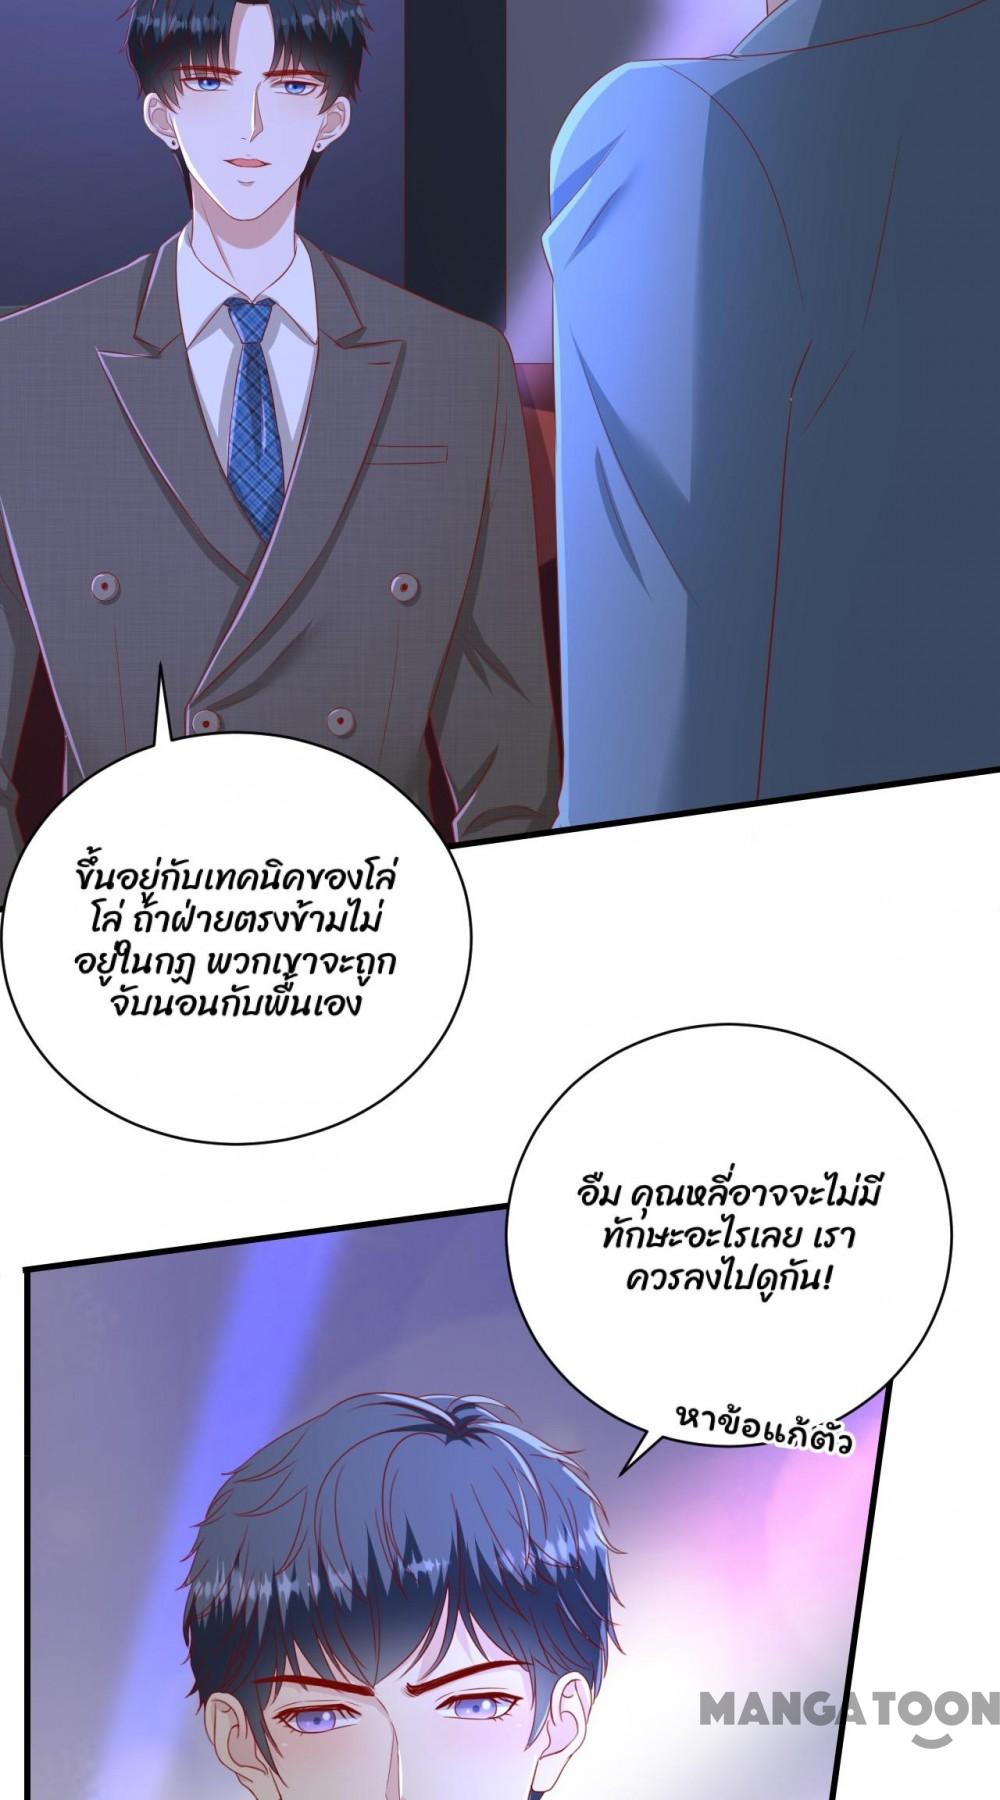 ขึ้นอยู่กับเทคนิคของโล่
โล่ ถ้าฝ่ายตรงข้ามไม่
อยู่ในกฎ พวกเขาจะถูก
จับนอนกับพื้นเอง
อืม คุณหลี่อาจจะไม่มี
ทักษะอะไรเลย เรา
ควรลงไปดูกัน!
หาข้อแก้ตัว
MANGATOON